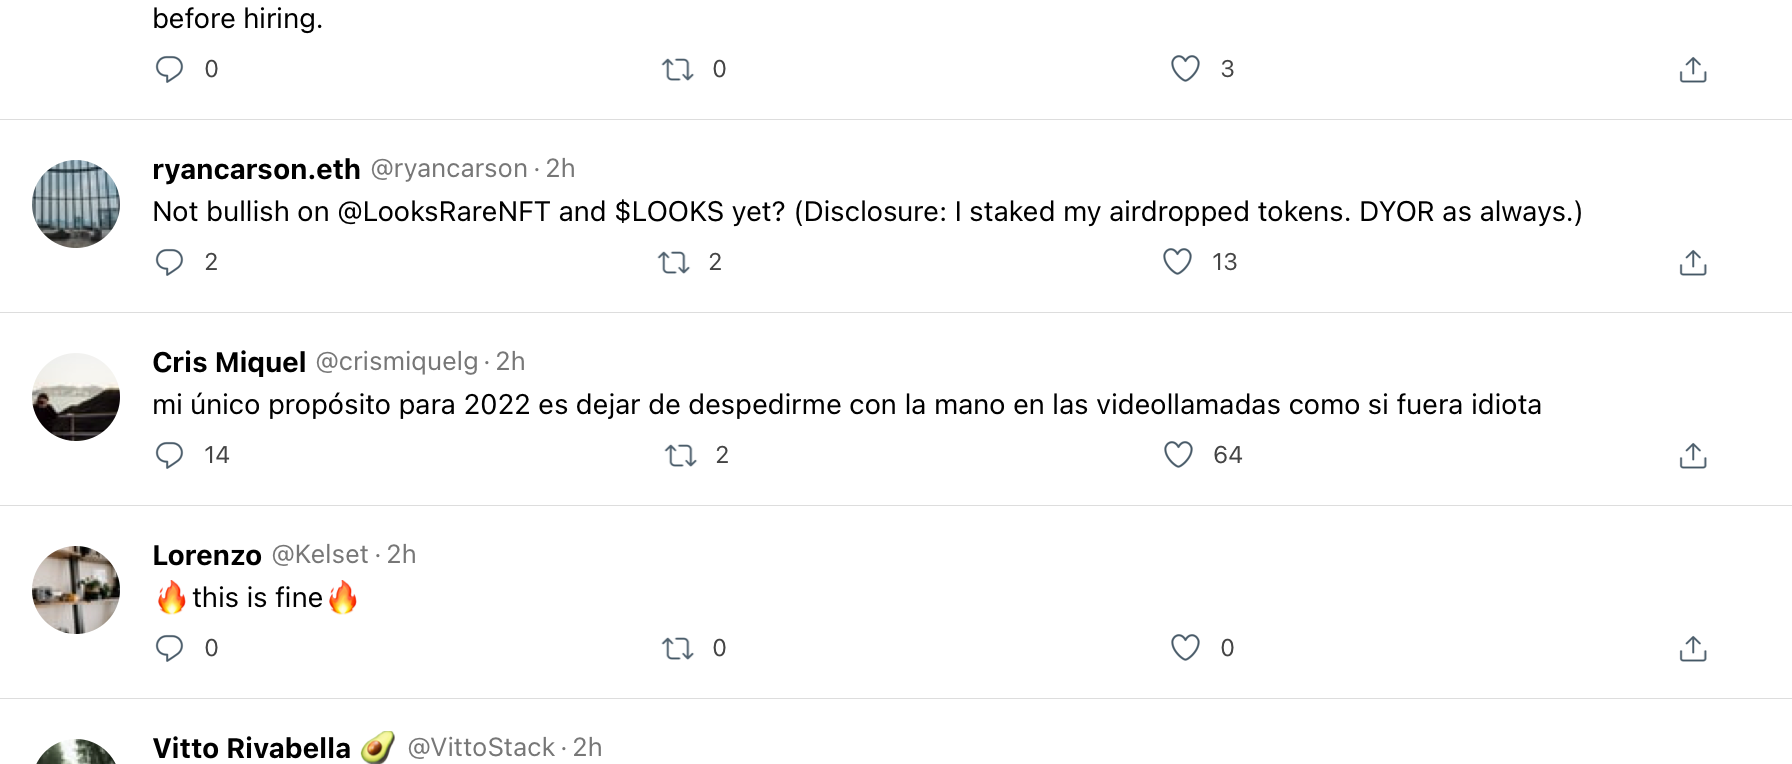 before hiring.
0 0 3
ryancarson.eth @ryancarson · 2h
Not bullish on @LooksRareNFT and $LOOKS yet? (Disclosure: I staked my airdropped tokens. DYOR as always.)
2 2 13
Cris Miquel @crismiquelg · 2h
mi único propósito para 2022 es dejar de despedirme con la mano en las videollamadas como si fuera idiota
14 2 64
Lorenzo @Kelset · 2h
🔥this is fine🔥
0 0 0
Vitto Rivabella 🥑 @VittoStack · 2h